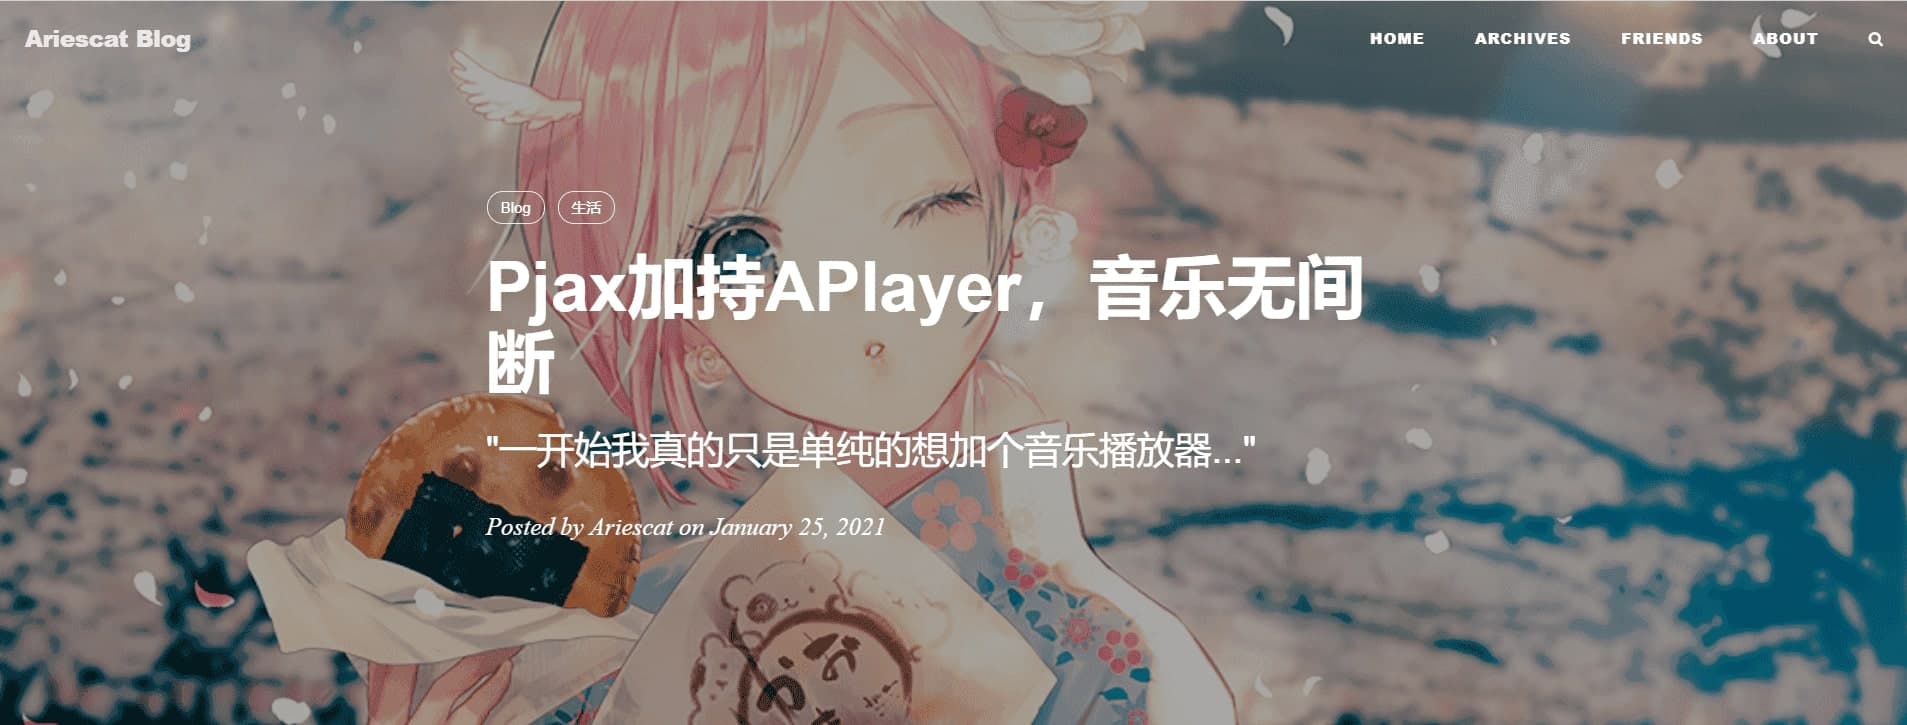 Ariescat Blog
HOME ARCHIVES FRIENDS ABOUT
Blog 生活
Pjax加持APlayer，音乐无间
断
"一开始我真的只是单纯的想加个音乐播放器..."
Posted by Ariescat on January 25, 2021